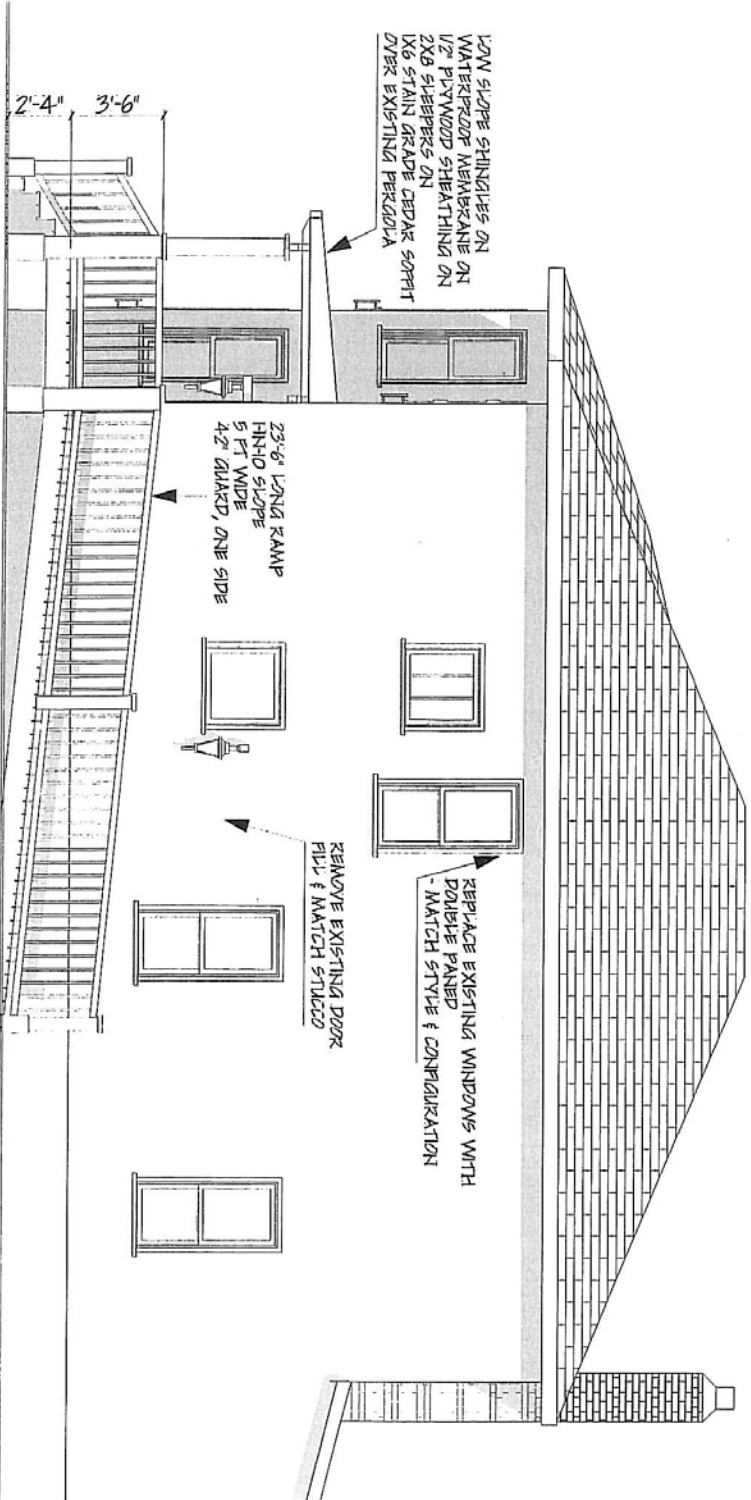 LOW SLOPE SHINGLES ON
WATERPROOF MEMBRANE ON
1/2" PLYWOOD SHEATHING ON
2X8 SLEEPERS ON
1X6 STAIN GRADE CEDAR SOFFIT
OVER EXISTING PERGOLA
2'-4"
3'-6"
REPLACE EXISTING WINDOWS WITH
DOUBLE PANED
- MATCH STYLE & CONFIGURATION
REMOVE EXISTING DOOR
FILL & MATCH STUCCO
23'-6" LONG RAMP
1-IN-10 SLOPE
5 FT WIDE
42" GUARD, ONE SIDE